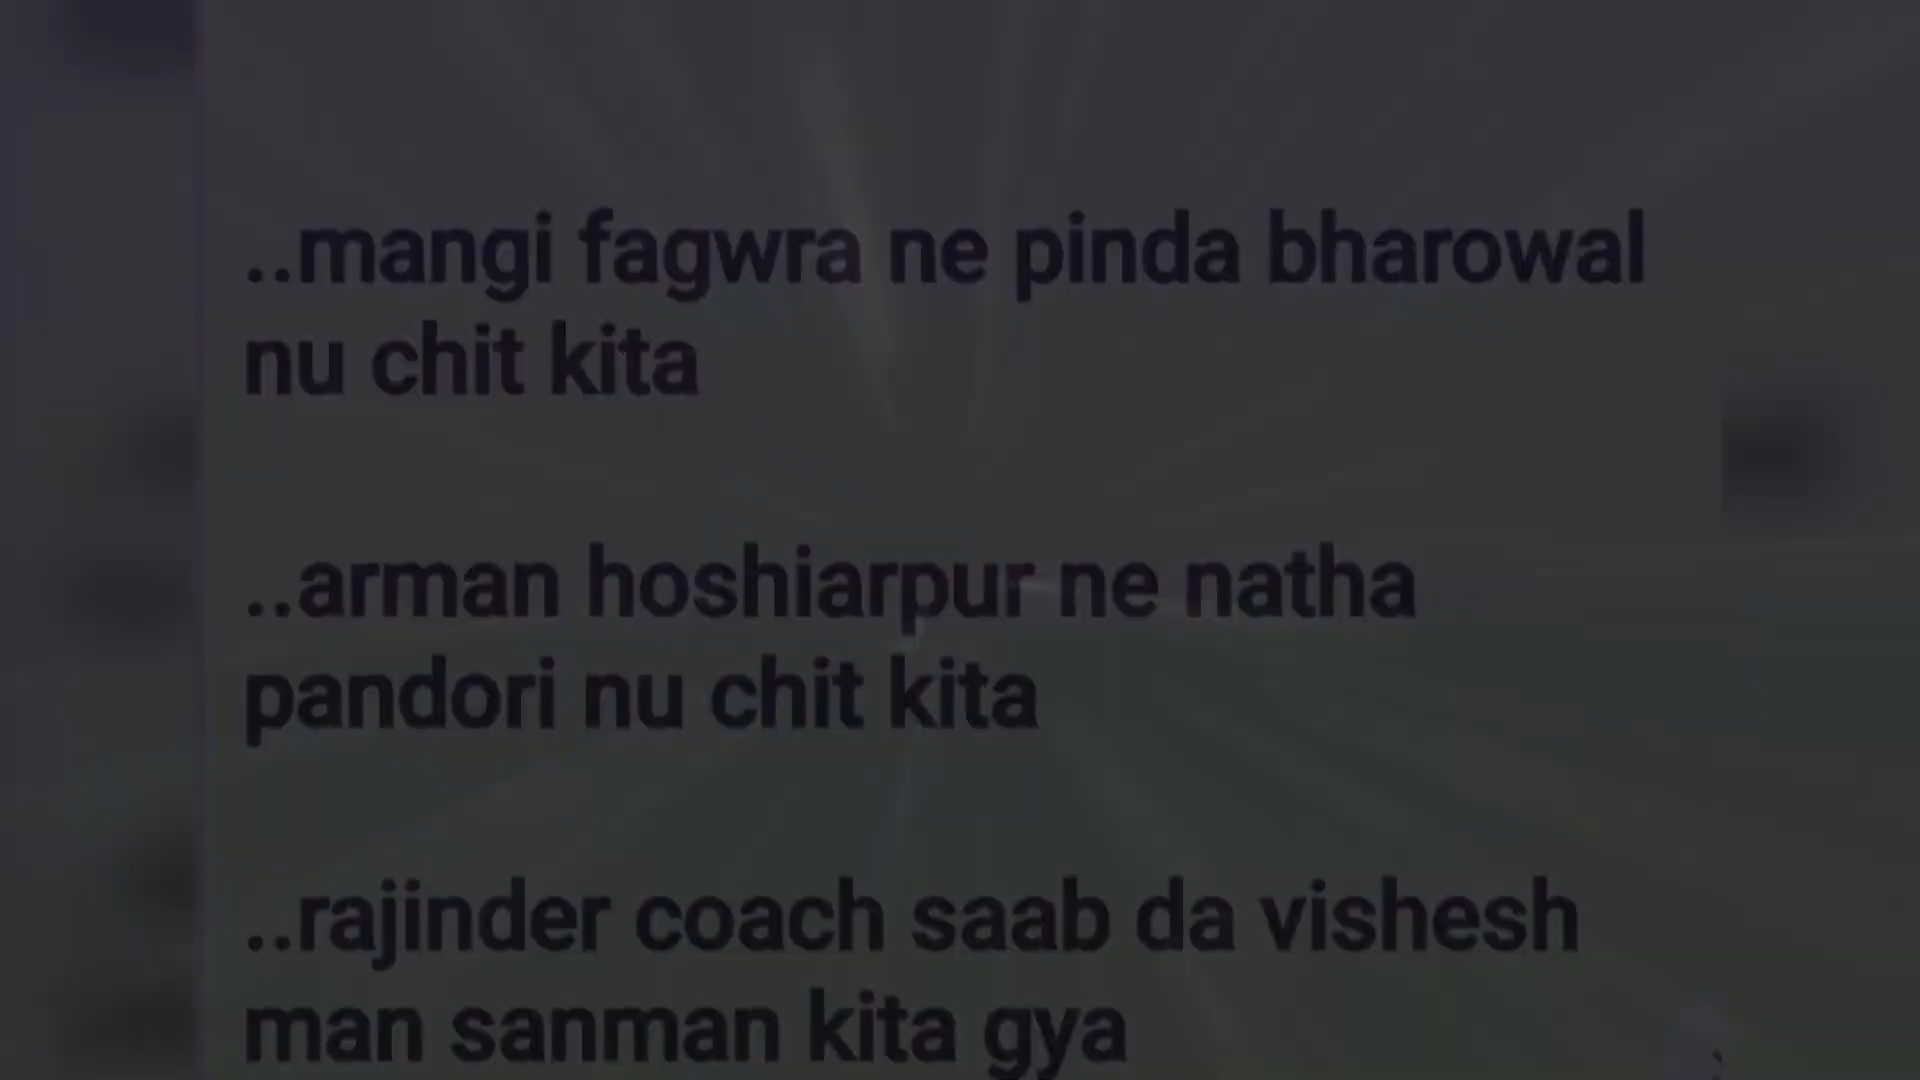 ..mangi fagwra ne pinda bharowal
nu chit kita
..arman hoshiarpur ne natha
pandori nu chit kita
..rajinder coach saab da vishesh
man sanman kita gya